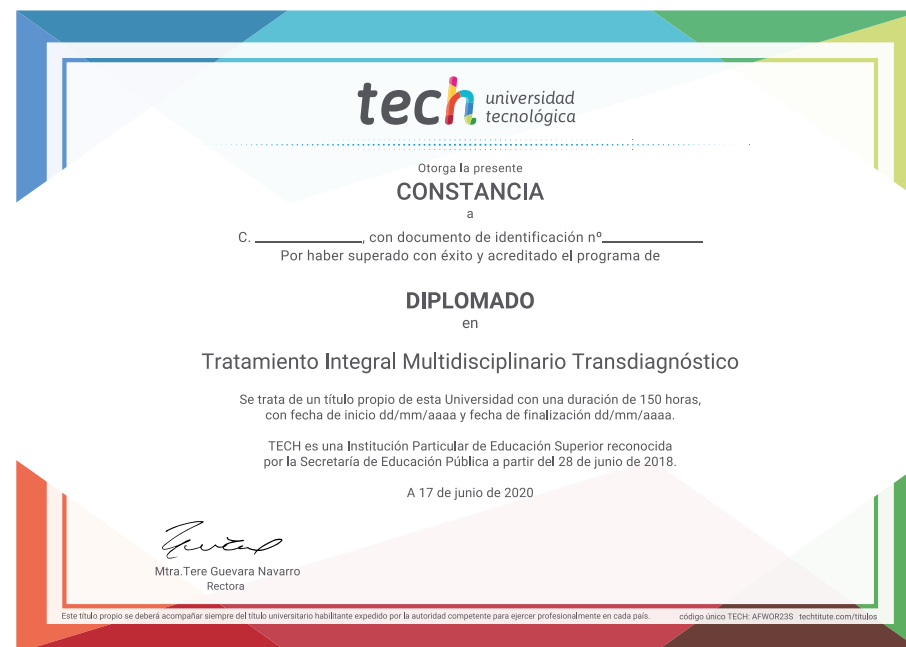 tech universidad
tecnológica
Otorga la presente
CONSTANCIA
a
C. ____________, con documento de identificación nº____________
Por haber superado con éxito y acreditado el programa de
DIPLOMADO
en
Tratamiento Integral Multidisciplinario Transdiagnóstico
Se trata de un título propio de esta Universidad con una duración de 150 horas,
con fecha de inicio dd/mm/aaaa y fecha de finalización dd/mm/aaaa.
TECH es una Institución Particular de Educación Superior reconocida
por la Secretaría de Educación Pública a partir del 28 de junio de 2018.
A 17 de junio de 2020
Mtra.Tere Guevara Navarro
Rectora
Este título propio se deberá acompañar siempre del título universitario habilitante expedido por la autoridad competente para ejercer profesionalmente en cada país. código único TECH: AFWOR23S techtitute.com/titulos